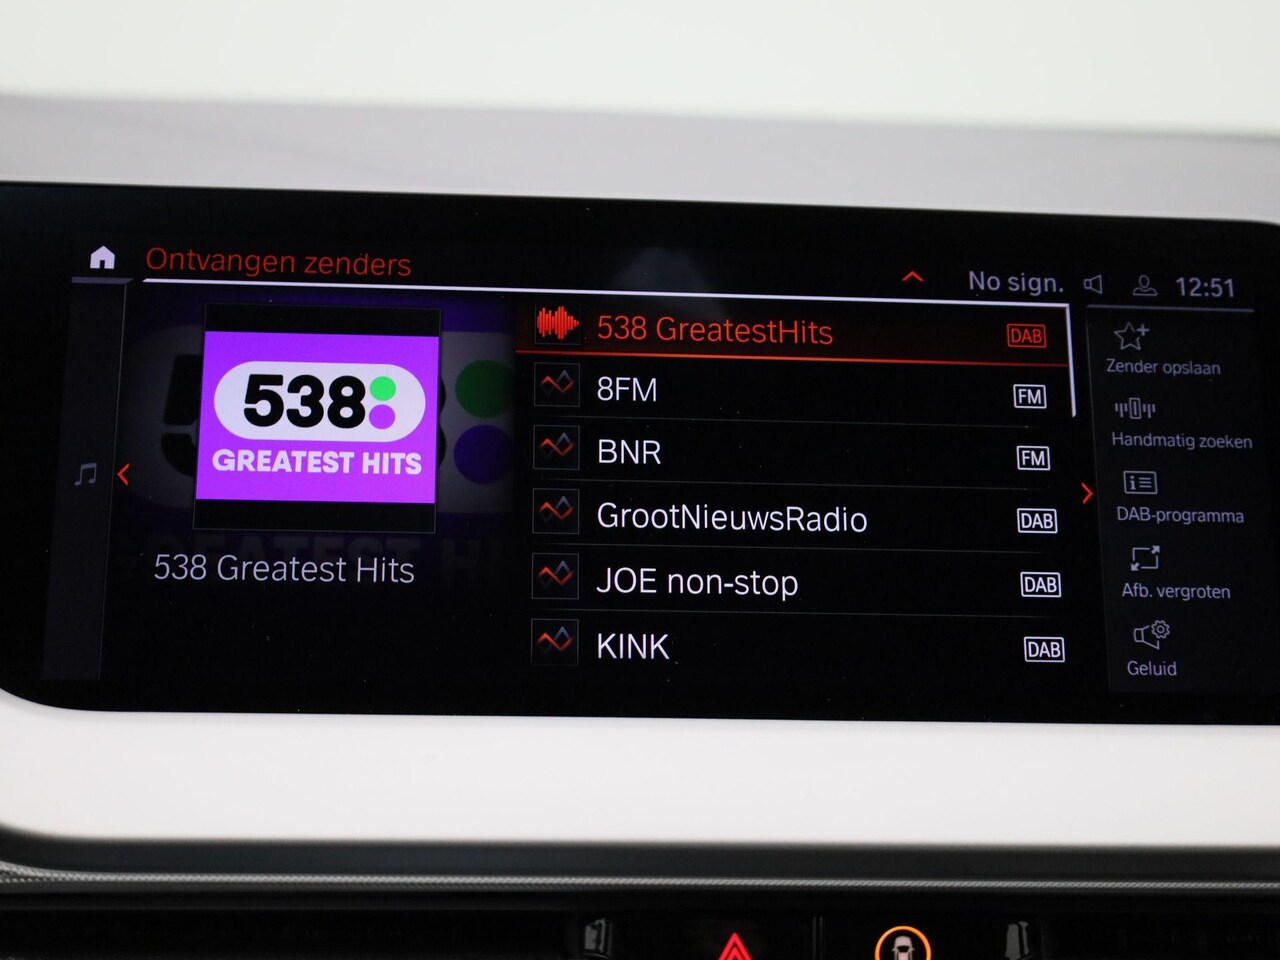 Ontvangen zenders
No sign.
12:51
538
GREATEST HITS
538 Greatest Hits
538 GreatestHits DAB
8FM FM
BNR FM
GrootNieuwsRadio DAB
JOE non-stop DAB
KINK DAB
Zender opslaan
Handmatig zoeken
DAB-programma
Afb. vergroten
Geluid